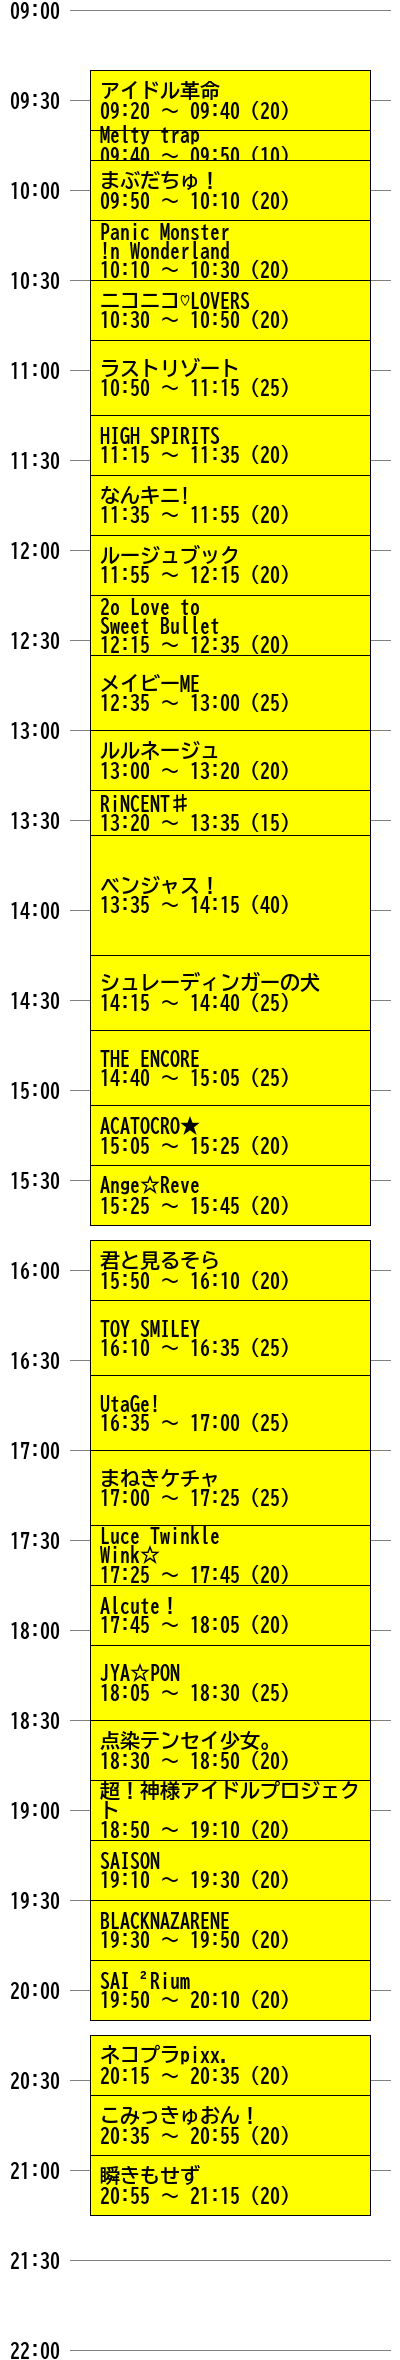 09:00
09:30
アイドル革命
09:20 ～ 09:40 (20)
Melty trap
09:40 ～ 09:50 (10)
10:00
まぶだちゅ！
09:50 ～ 10:10 (20)
Panic Monster
!n Wonderland
10:10 ～ 10:30 (20)
10:30
ニコニコ♡LOVERS
10:30 ～ 10:50 (20)
11:00
ラストリゾート
10:50 ～ 11:15 (25)
HIGH SPIRITS
11:15 ～ 11:35 (20)
11:30
なんキニ!
11:35 ～ 11:55 (20)
12:00
ルージュブック
11:55 ～ 12:15 (20)
2o Love to
Sweet Bullet
12:15 ～ 12:35 (20)
12:30
メイビーME
12:35 ～ 13:00 (25)
13:00
ルルネージュ
13:00 ～ 13:20 (20)
RiNCENT♯
13:20 ～ 13:35 (15)
13:30
ベンジャス！
13:35 ～ 14:15 (40)
14:00
シュレーディンガーの犬
14:15 ～ 14:40 (25)
14:30
THE ENCORE
14:40 ～ 15:05 (25)
15:00
ACATOCRO★
15:05 ～ 15:25 (20)
15:30
Ange☆Reve
15:25 ～ 15:45 (20)
16:00
君と見るそら
15:50 ～ 16:10 (20)
TOY SMILEY
16:10 ～ 16:35 (25)
16:30
UtaGe!
16:35 ～ 17:00 (25)
17:00
まねきケチャ
17:00 ～ 17:25 (25)
17:30
Luce Twinkle
Wink☆
17:25 ～ 17:45 (20)
Alcute！
17:45 ～ 18:05 (20)
18:00
JYA☆PON
18:05 ～ 18:30 (25)
18:30
点染テンセイ少女。
18:30 ～ 18:50 (20)
19:00
超！神様アイドルプロジェク
ト
18:50 ～ 19:10 (20)
SAISON
19:10 ～ 19:30 (20)
19:30
BLACKNAZARENE
19:30 ～ 19:50 (20)
20:00
SAI ²Rium
19:50 ～ 20:10 (20)
ネコプラpixx.
20:15 ～ 20:35 (20)
20:30
こみっきゅおん！
20:35 ～ 20:55 (20)
21:00
瞬きもせず
20:55 ～ 21:15 (20)
21:30
22:00